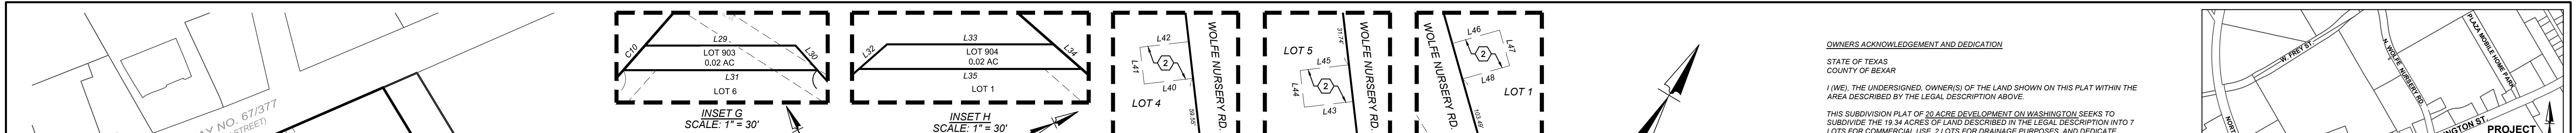 AY NO. 67/377
STREET)
C10
L29
L30
LOT 903
0.02 AC
L31
LOT 6
INSET G
SCALE: 1" = 30'
L32
L33
L34
LOT 904
0.02 AC
L35
LOT 1
INSET H
SCALE: 1" = 30'
L42
L41
2
L40
LOT 4
59.55'
WOLFE NURSERY RD.
LOT 5
31.74'
L45
L44
2
L43
WOLFE NURSERY RD.
L46
L47
2
L48
LOT 1
103.49'
WOLFE NURSERY RD.
OWNERS ACKNOWLEDGEMENT AND DEDICATION
STATE OF TEXAS
COUNTY OF BEXAR
I (WE), THE UNDERSIGNED, OWNER(S) OF THE LAND SHOWN ON THIS PLAT WITHIN THE
AREA DESCRIBED BY THE LEGAL DESCRIPTION ABOVE.
THIS SUBDIVISION PLAT OF 20 ACRE DEVELOPMENT ON WASHINGTON SEEKS TO
SUBDIVIDE THE 19.34 ACRES OF LAND DESCRIBED IN THE LEGAL DESCRIPTION INTO 7
LOTS FOR COMMERCIAL USE, 2 LOTS FOR DRAINAGE PURPOSES, AND DEDICATE
W. FREY ST.
N. WOLFE NURSERY RD.
PLAZA MOBILE HOME PARK
NORT
NGTON ST.
PROJECT